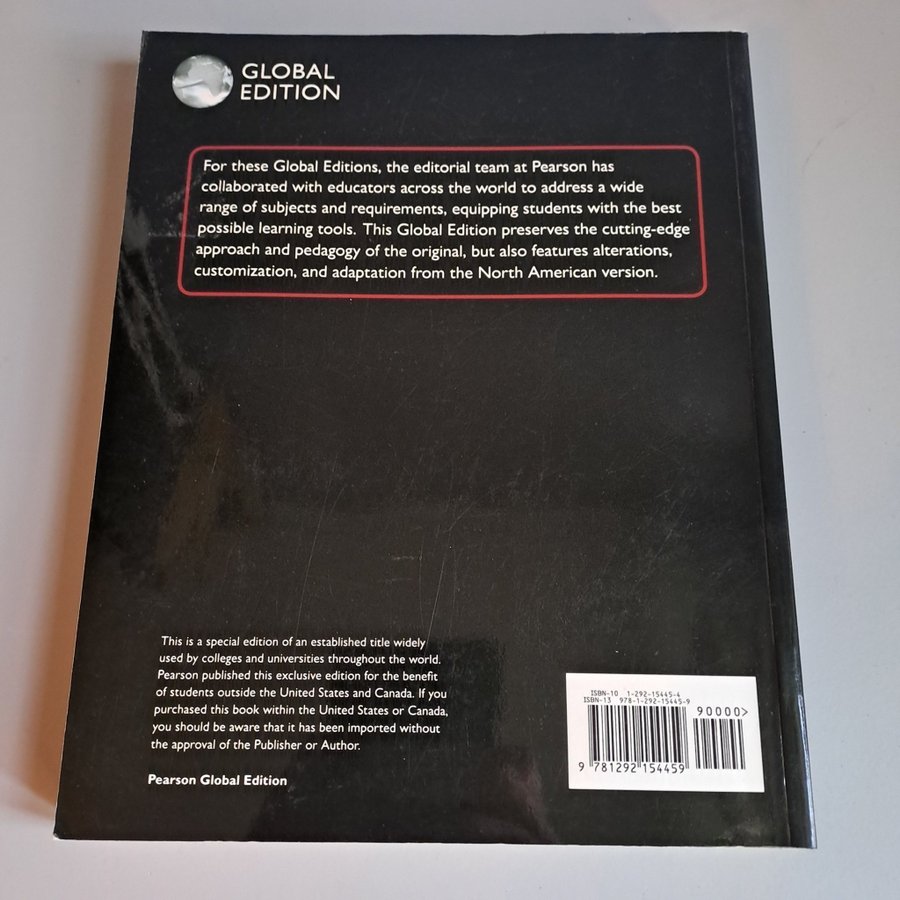 GLOBAL
EDITION
For these Global Editions, the editorial team at Pearson has
collaborated with educators across the world to address a wide
range of subjects and requirements, equipping students with the best
possible learning tools. This Global Edition preserves the cutting-edge
approach and pedagogy of the original, but also features alterations,
customization, and adaptation from the North American version.
This is a special edition of an established title widely
used by colleges and universities throughout the world.
Pearson published this exclusive edition for the benefit
of students outside the United States and Canada. If you
purchased this book within the United States or Canada,
you should be aware that it has been imported without
the approval of the Publisher or Author.
Pearson Global Edition
ISBN-10 1-292-15445-4
ISBN-13 978-1-292-15445-9
90000>
9 781292 154459